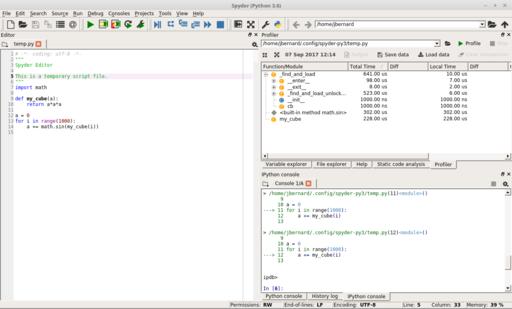 Spyder (Python 3.6)
File Edit Search Source Run Debug Consoles Projects Tools View Help
/home/jbernard
Editor
temp.py
1 # -*- coding: utf-8 -*-
2 """
3 Spyder Editor
4
5 This is a temporary script file.
6 """
7 import math
8
9 def my_cube(a):
10 return a*a*a
11
12 a = 0
13 for i in range(1000):
14 a += math.sin(my_cube(i))
15
Profiler
/home/jbernard/.config/spyder-py3/temp.py
Profile
Stop
07 Sep 2017 12:14
Output
Save data
Load data
Function/Module Total Time Diff Local Time Diff
_find_and_load 641.00 us 10.00 us
__enter__ 98.00 us 7.00 us
__exit__ 8.00 us 2.00 us
_find_and_load_unlock... 523.00 us 6.00 us
__init__ 1000.00 ns 1000.00 ns
cb 1000.00 ns 1000.00 ns
<built-in method math.sin> 302.00 us 302.00 us
my_cube 228.00 us 228.00 us
Variable explorer File explorer Help Static code analysis Profiler
IPython console
Console 1/A
> /home/jbernard/.config/spyder-py3/temp.py(11)<module>()
9
10 a = 0
---> 11 for i in range(1000):
12 a += my_cube(i)
13
> /home/jbernard/.config/spyder-py3/temp.py(12)<module>()
9
10 a = 0
11 for i in range(1000):
---> 12 a += my_cube(i)
13
ipdb>
In [6]:
Python console History log IPython console
Permissions: RW End-of-lines: LF Encoding: UTF-8 Line: 5 Column: 33 Memory: 39 %